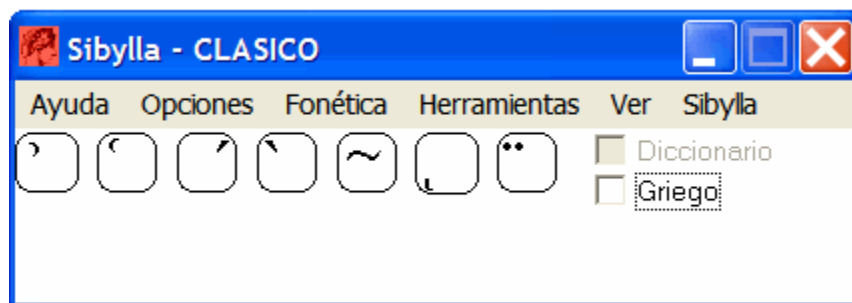 Sibylla - CLASICO
Ayuda Opciones Fonética Herramientas Ver Sibylla
Diccionario
Griego